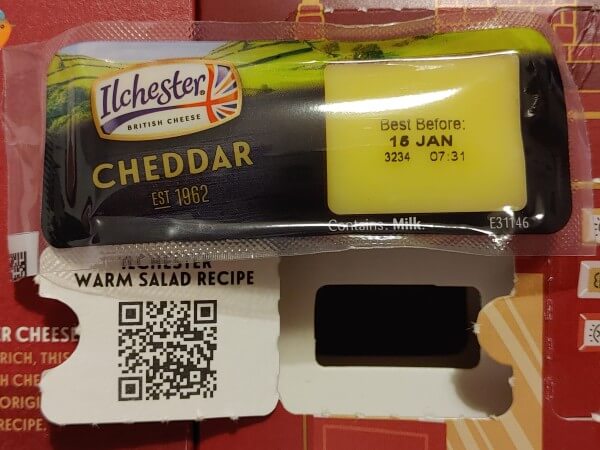 Ilchester®
BRITISH CHEESE
CHEDDAR
EST 1962
Best Before:
15 JAN
3234 07:31
Contains: Milk.
E31146
ILCHESTER
WARM SALAD RECIPE
R CHEESE
RICH, THIS
H CHE
ORIGI
RECIPE.